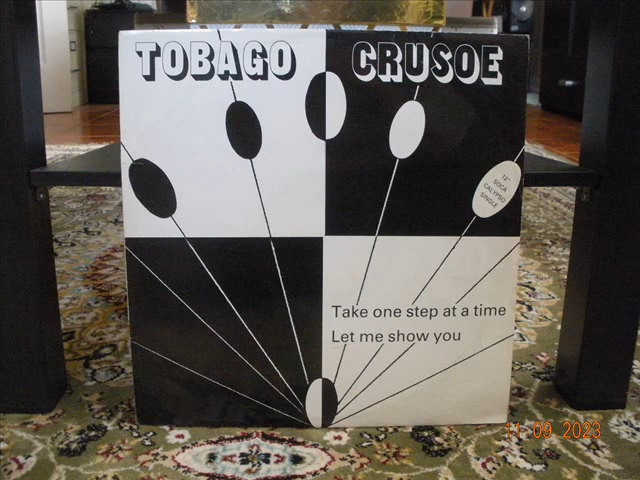 TOBAGO CRUSOE
12"
SOCA
CALYPSO
SINGLE
Take one step at a time
Let me show you
11 09 2023